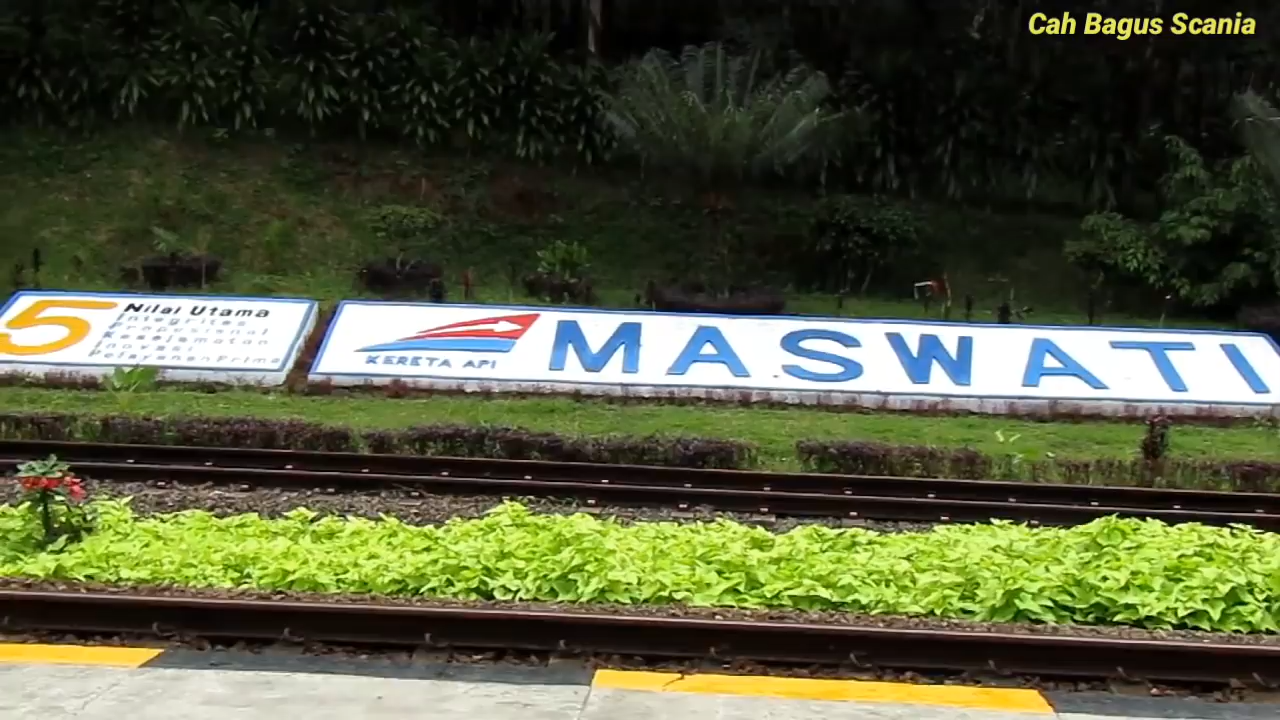 Cah Bagus Scania
5 Nilai Utama
Integritas
Profesional
Keselamatan
Inovasi
Pelayanan Prima
KERETA API
MASWATI